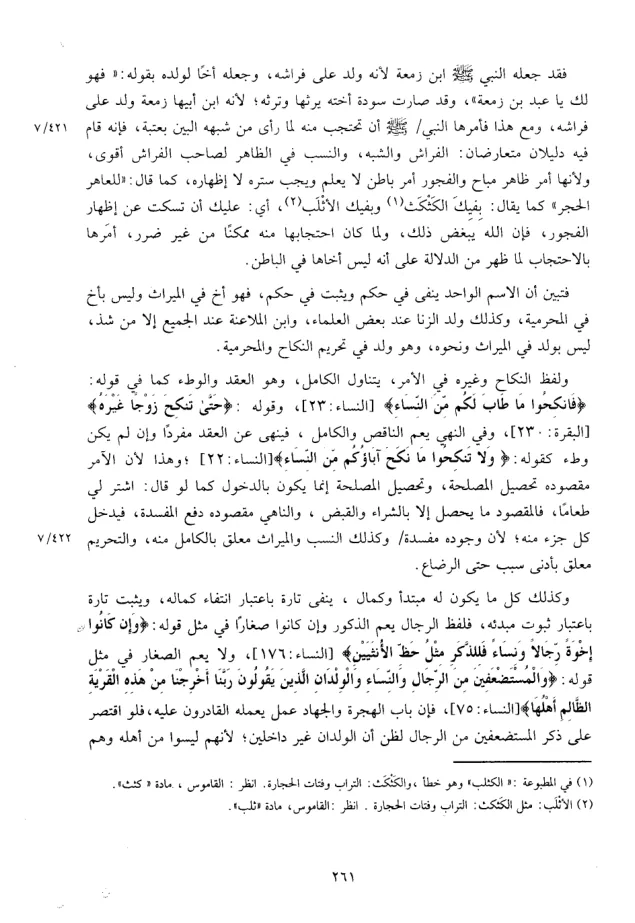 فقد جعله النبي ﷺ ابن زمعة لأنه ولد على فراشه، وجعله أخًا لولده بقوله: « فهو
لك يا عبد بن زمعة»، وقد صارت سودة أخته يرثها وترثه؛ لأنه ابن أبيها زمعة ولد على
فراشه، ومع هذا فأمرها النبي/ ﷺ أن تحتجب منه لما رأى من شبهه البين بعتبة، فإنه قام
٧/٤٢١
فيه دليلان متعارضان: الفراش والشبه، والنسب في الظاهر لصاحب الفراش أقوى،
ولأنها أمر ظاهر مباح والفجور أمر باطن لا يعلم ويجب ستره لا إظهاره، كما قال: «للعاهر
الحجر» كما يقال: بِفيكَ الكَثْكَث(١) وبفيك الأثْلَب(٢)، أي: عليك أن تسكت عن إظهار
الفجور، فإن الله يبغض ذلك، ولما كان احتجابها منه ممكنًا من غير ضرر، أمَرها
بالاحتجاب لما ظهر من الدلالة على أنه ليس أخاها في الباطن.
فتبين أن الاسم الواحد ينفى في حكم ويثبت في حكم، فهو أخ في الميراث وليس بأخ
في المحرمية، وكذلك ولد الزنا عند بعض العلماء، وابن الملاعنة عند الجميع إلا من شذ،
ليس بولد في الميراث ونحوه، وهو ولد في تحريم النكاح والمحرمية.
ولفظ النكاح وغيره في الأمر، يتناول الكامل، وهو العقد والوطء كما في قوله:
﴿فَانكِحُوا مَا طَابَ لَكُم مِّنَ النِّسَاءِ﴾ [النساء:٢٣]، وقوله :﴿حَتَّىٰ تَنكِحَ زَوْجًا غَيْرَهُ﴾
[البقرة: ٢٣٠]، وفي النهي يعم الناقص والكامل ، فينهى عن العقد مفردًا وإن لم يكن
وطء كقوله: ﴿ وَلَا تَنكِحُوا مَا نَكَحَ آبَاؤُكُم مِّنَ النِّسَاءِ﴾[النساء:٢٢] ؛وهذا لأن الآمر
مقصوده تحصيل المصلحة، وتحصيل المصلحة إنما يكون بالدخول كما لو قال: اشتر لي
طعامًا، فالمقصود ما يحصل إلا بالشراء والقبض ، والناهي مقصوده دفع المفسدة، فيدخل
كل جزء منه؛ لأن وجوده مفسدة/ وكذلك النسب والميراث معلق بالكامل منه، والتحريم
٧/٤٢٢
معلق بأدنى سبب حتى الرضاع.
وكذلك كل ما يكون له مبتدأ وكمال ، ينفى تارة باعتبار انتفاء كماله، ويثبت تارة
باعتبار ثبوت مبدئه، فلفظ الرجال يعم الذكور وإن كانوا صغارًا في مثل قوله: ﴿وَإِن كَانُوا
إِخْوَةً رِّجَالًا وَنِسَاءً فَلِلذَّكَرِ مِثْلُ حَظِّ الْأُنثَيَيْنِ﴾ [النساء:١٧٦]، ولا يعم الصغار في مثل
قوله: ﴿وَالْمُسْتَضْعَفِينَ مِنَ الرِّجَالِ وَالنِّسَاءِ وَالْوِلْدَانِ الَّذِينَ يَقُولُونَ رَبَّنَا أَخْرِجْنَا مِنْ هَٰذِهِ الْقَرْيَةِ
الظَّالِمِ أَهْلُهَا﴾[النساء:٧٥]، فإن باب الهجرة والجهاد عمل يعمله القادرون عليه،فلو اقتصر
على ذكر المستضعفين من الرجال لظن أن الولدان غير داخلين؛ لأنهم ليسوا من أهله وهم
(١) في المطبوعة :« الكثلب» وهو خطأ ،والكَثْكَث: التراب وفتات الحجارة. انظر : القاموس ، مادة « كثث».
(٢) الأثْلَب: مثل الكَثكث: التراب وفتات الحجارة . انظر :القاموس، مادة «ثلب».
٢٦١